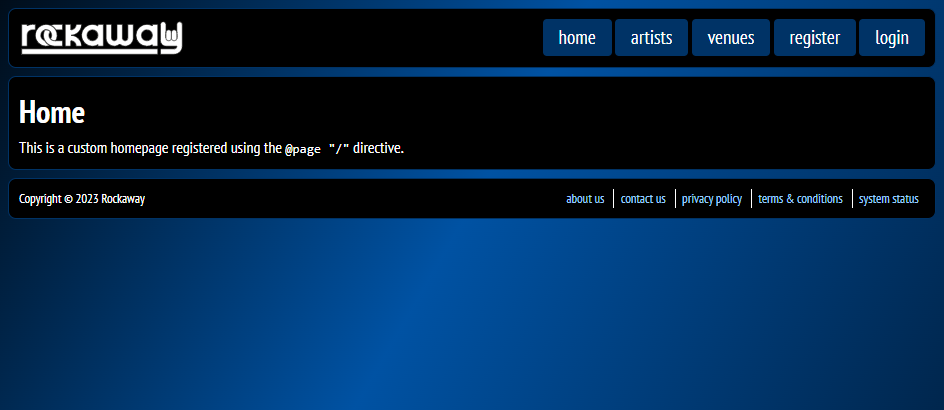 rockaway
home artists venues register login
Home
This is a custom homepage registered using the @page "/" directive.
Copyright © 2023 Rockaway about us contact us privacy policy terms & conditions system status